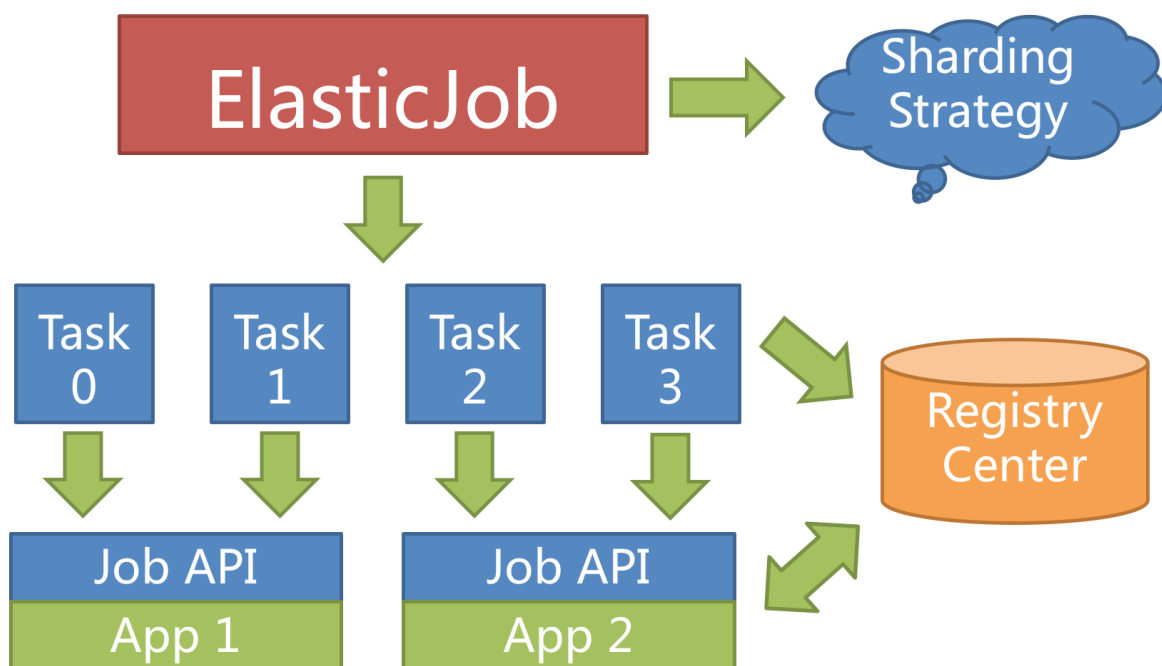 ElasticJob
Sharding
Strategy
Task
0
Task
1
Task
2
Task
3
Registry
Center
Job API
App 1
Job API
App 2